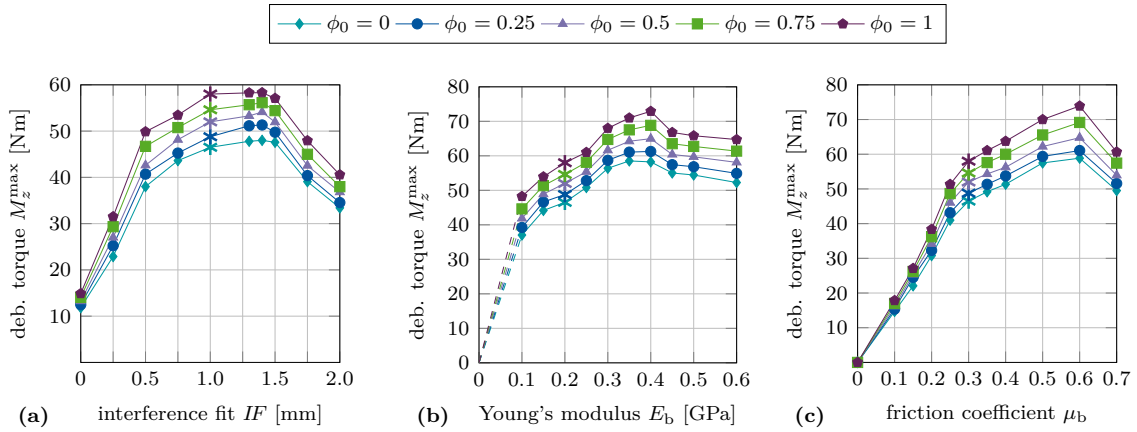 ϕ₀ = 0 ϕ₀ = 0.25 ϕ₀ = 0.5 ϕ₀ = 0.75 ϕ₀ = 1
deb. torque M_z^max [Nm]
60
50
40
30
20
10
0 0.5 1.0 1.5 2.0
(a) interference fit IF [mm]
deb. torque M_z^max [Nm]
80
70
60
50
40
30
20
10
0
0 0.1 0.2 0.3 0.4 0.5 0.6
(b) Young's modulus E_b [GPa]
deb. torque M_z^max [Nm]
80
70
60
50
40
30
20
10
0
0 0.1 0.2 0.3 0.4 0.5 0.6 0.7
(c) friction coefficient μ_b